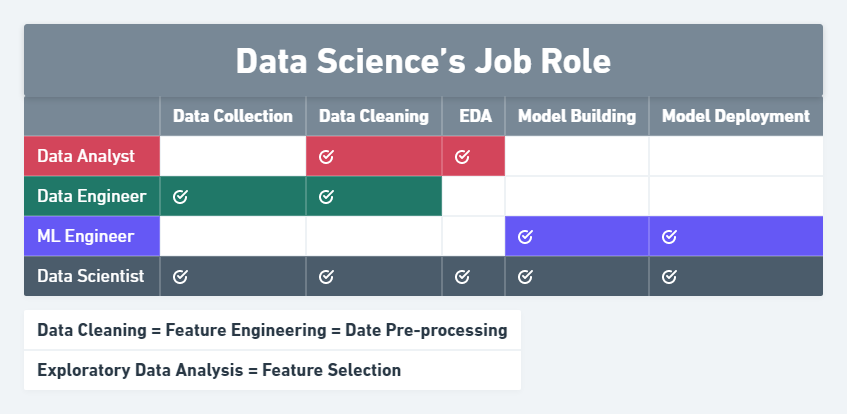 Data Science’s Job Role
Data Collection Data Cleaning EDA Model Building Model Deployment
Data Analyst
Data Engineer
ML Engineer
Data Scientist
Data Cleaning = Feature Engineering = Date Pre-processing
Exploratory Data Analysis = Feature Selection